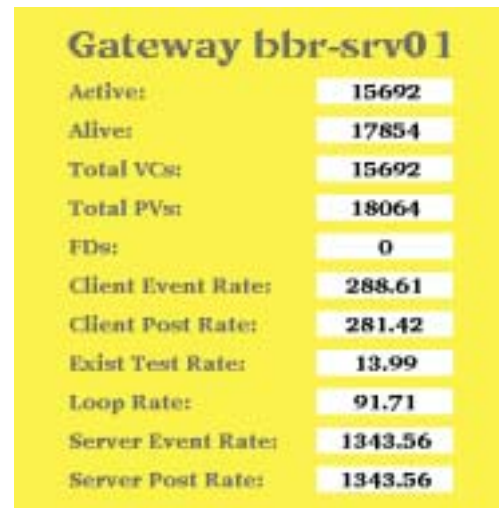 Gateway bbr-srv01
Active: 15692
Alive: 17854
Total VCs: 15692
Total PVs: 18064
FDs: 0
Client Event Rate: 288.61
Client Post Rate: 281.42
Exist Test Rate: 13.99
Loop Rate: 91.71
Server Event Rate: 1343.56
Server Post Rate: 1343.56